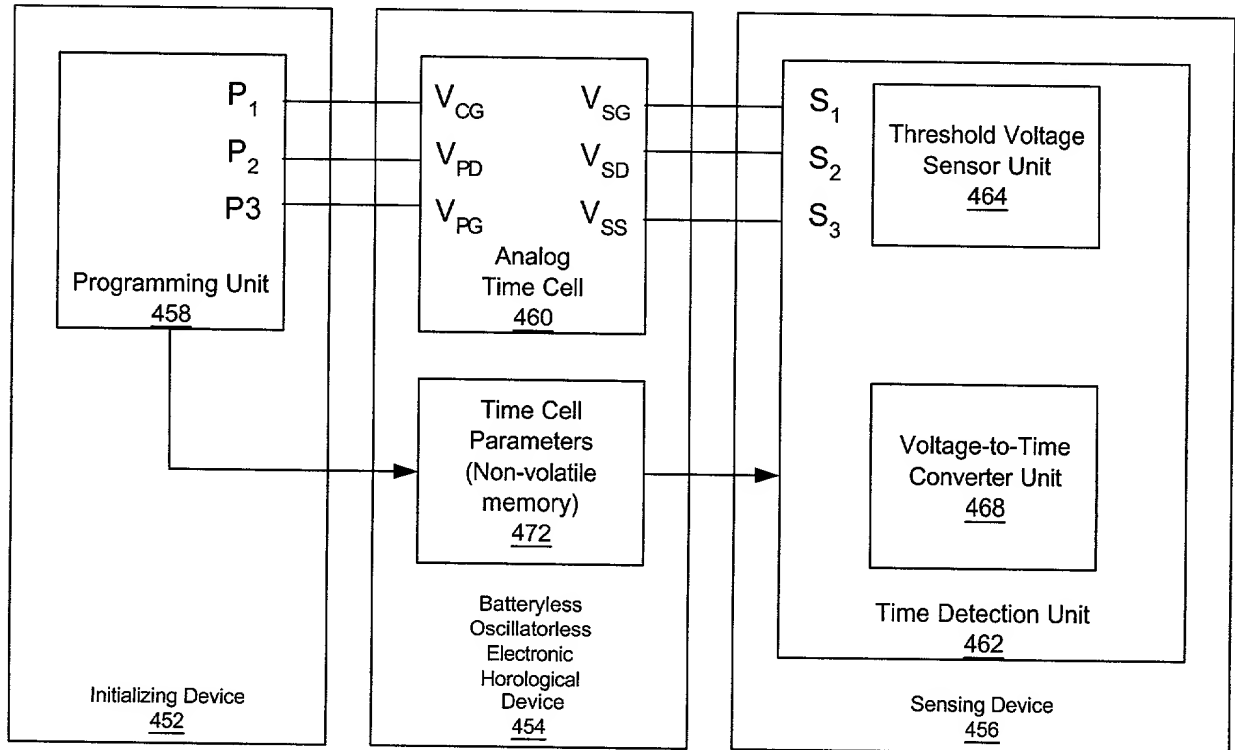 P1
P2
P3
Programming Unit
458
Initializing Device
452
VCG
VPD
VPG
VSG
VSD
VSS
Analog
Time Cell
460
Time Cell
Parameters
(Non-volatile
memory)
472
Batteryless
Oscillatorless
Electronic
Horological
Device
454
S1
S2
S3
Threshold Voltage
Sensor Unit
464
Voltage-to-Time
Converter Unit
468
Time Detection Unit
462
Sensing Device
456